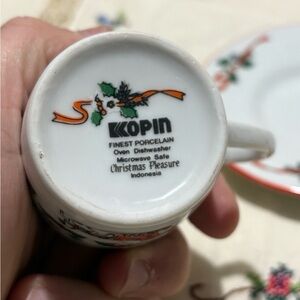 KOPIN
FINEST PORCELAIN
Oven Dishwasher
Microwave Safe
Christmas Pleasure
Indonesia